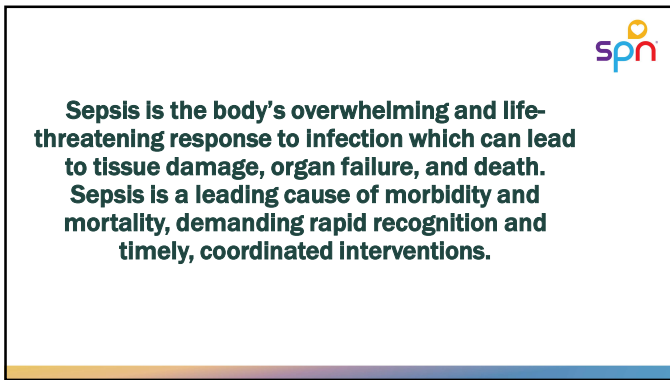 spn
Sepsis is the body's overwhelming and life-
threatening response to infection which can lead
to tissue damage, organ failure, and death.
Sepsis is a leading cause of morbidity and
mortality, demanding rapid recognition and
timely, coordinated interventions.